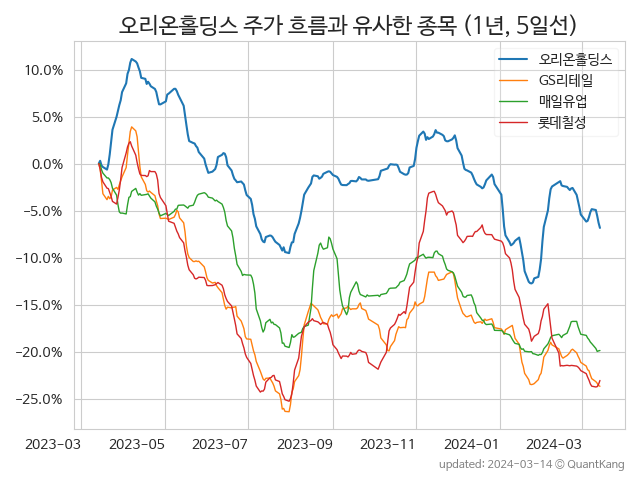 오리온홀딩스 주가 흐름과 유사한 종목 (1년, 5일선)
오리온홀딩스
GS리테일
매일유업
롯데칠성
10.0%
5.0%
0.0%
−5.0%
−10.0%
−15.0%
−20.0%
−25.0%
2023-03 2023-05 2023-07 2023-09 2023-11 2024-01 2024-03
updated: 2024-03-14 © QuantKang